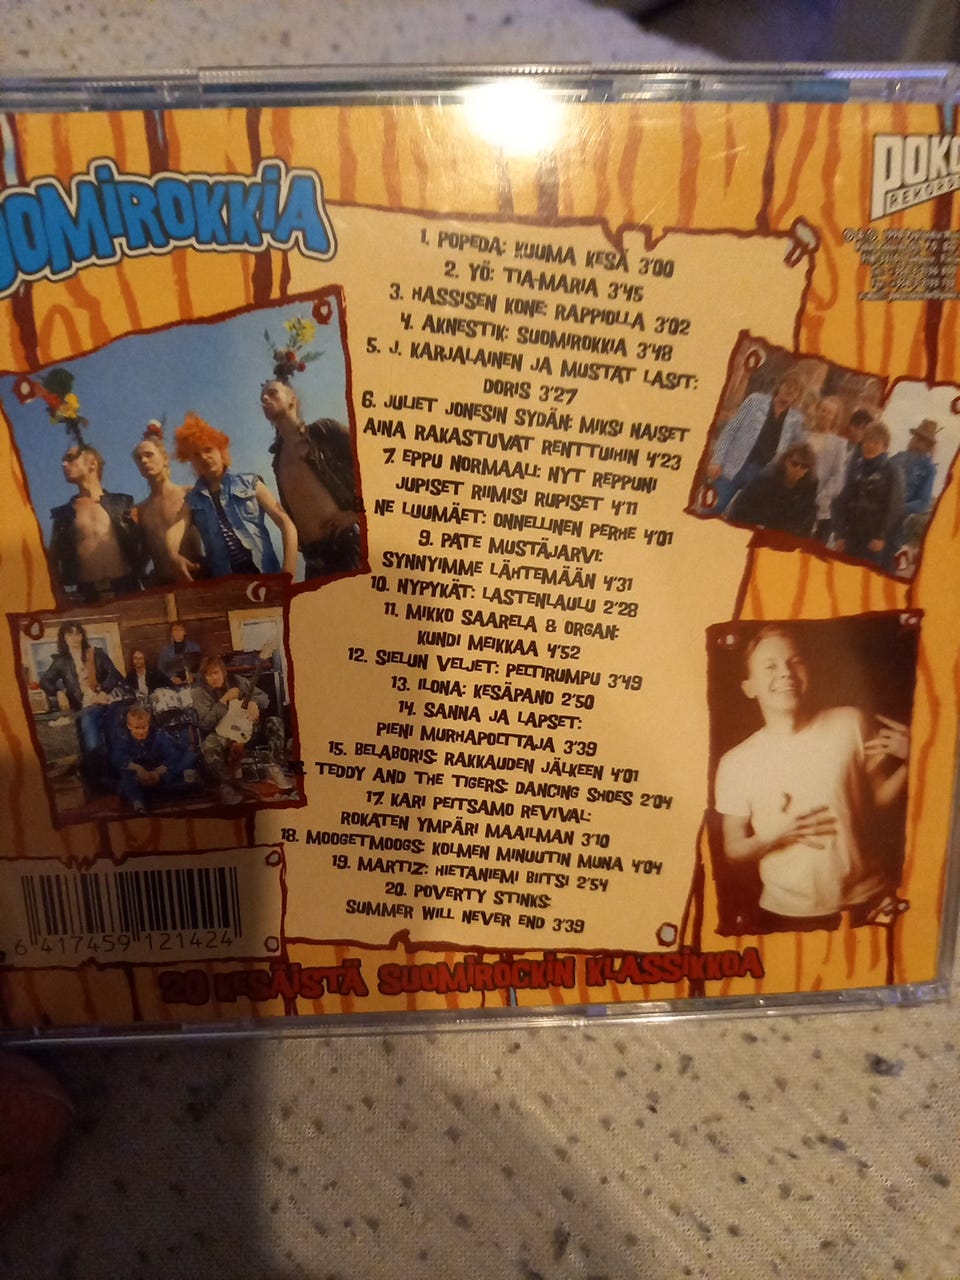 UOMIROKKIA
POKO
REKORDS
1. POPEDA: KUUMA KESÄ 3'00
2. YÖ: TIA-MARIA 3'45
3. HASSISEN KONE: RAPPIOLLA 3'02
4. AKNESTIK: SUOMIROKKIA 3'48
5. J. KARJALAINEN JA MUSTAT LASIT:
DORIS 3'27
6. JULIET JONESIN SYDÄN: MIKSI NAISET
AINA RAKASTUVAT RENTTUIHIN 4'23
7. EPPU NORMAALI: NYT REPPUNI
JUPISET RIIMISI RUPISET 4'11
NE LUUMÄET: ONNELLINEN PERHE 4'01
9. PATE MUSTAJÄRVI:
SYNNYIMME LÄHTEMÄÄN 4'31
10. NYPYKÄT: LASTENLAULU 2'28
11. MIKKO SAARELA & ORGAN:
KUNDI MEIKKAA 4'52
12. SIELUN VELJET: PELTIRUMPU 3'49
13. ILONA: KESÄPANO 2'50
14. SANNA JA LAPSET:
PIENI MURHAPOLTTAJA 3'39
15. BELABORIS: RAKKAUDEN JÄLKEEN 4'01
TEDDY AND THE TIGERS: DANCING SHOES 2'04
17. KARI PEITSAMO REVIVAL:
ROKATEN YMPÄRI MAAILMAN 3'10
18. MOOGETMOOGS: KOLMEN MINUUTIN MUNA 4'04
19. MARTIZ: HIETANIEMI BIITSI 2'54
20. POVERTY STINKS:
SUMMER WILL NEVER END 3'39
6 417459 121424
20 KESÄISTÄ SUOMIROCKIN KLASSIKKOA